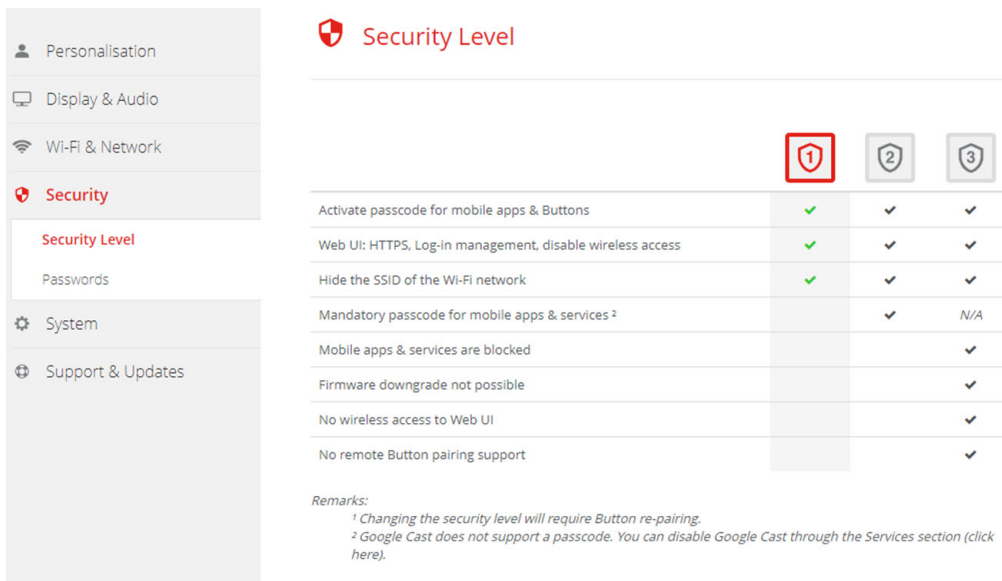 Personalisation
Display & Audio
Wi-Fi & Network
Security
Security Level
Passwords
System
Support & Updates
Security Level
1 2 3
Activate passcode for mobile apps & Buttons
Web UI: HTTPS, Log-in management, disable wireless access
Hide the SSID of the Wi-Fi network
Mandatory passcode for mobile apps & services ² N/A
Mobile apps & services are blocked
Firmware downgrade not possible
No wireless access to Web UI
No remote Button pairing support
Remarks:
¹ Changing the security level will require Button re-pairing.
² Google Cast does not support a passcode. You can disable Google Cast through the Services section (click
here).